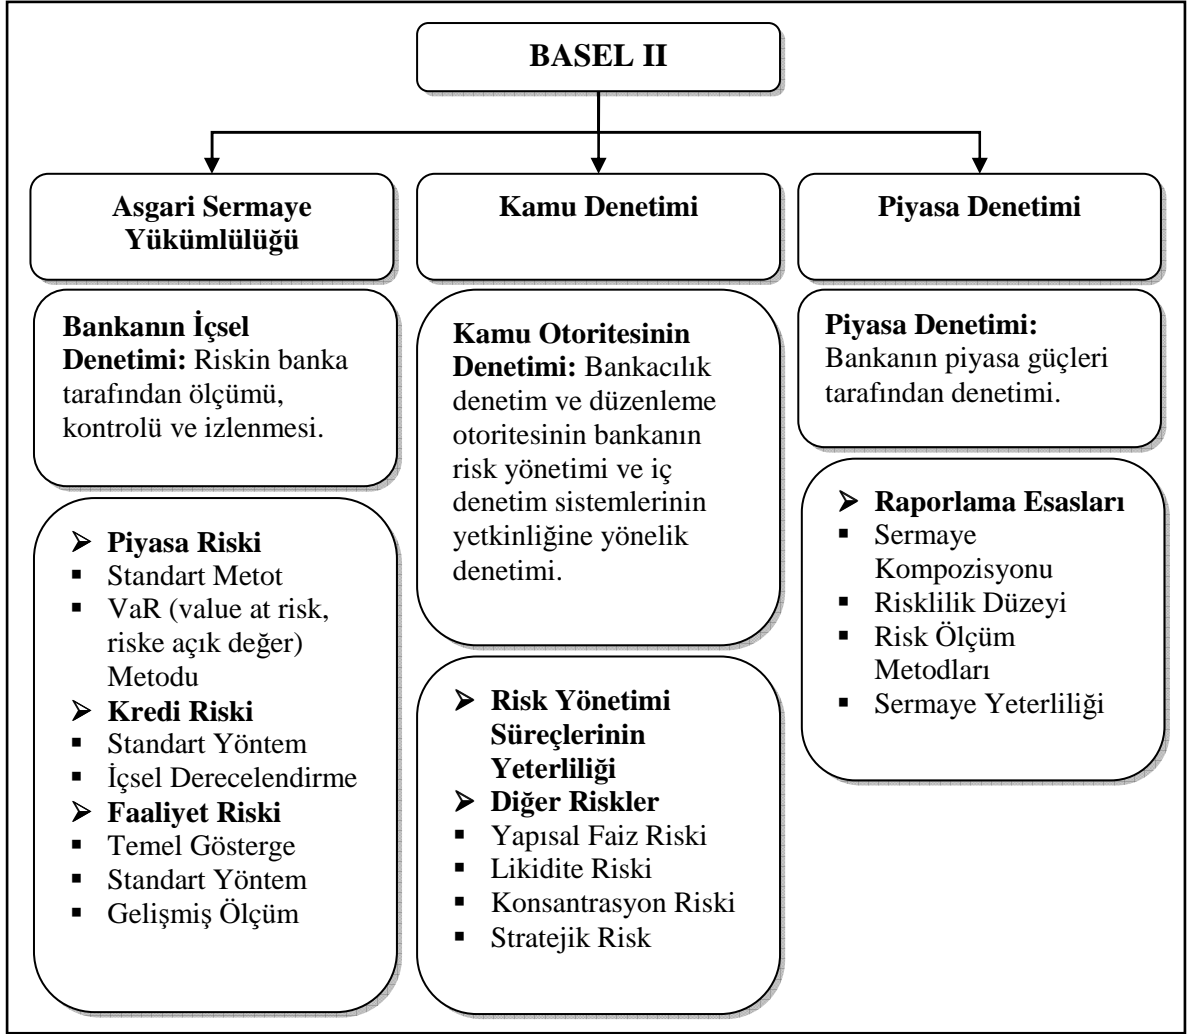 BASEL II
Asgari Sermaye
Yükümlülüğü
Bankanın İçsel
Denetimi: Riskin banka
tarafından ölçümü,
kontrolü ve izlenmesi.
➢ Piyasa Riski
▪ Standart Metot
▪ VaR (value at risk,
riske açık değer)
Metodu
➢ Kredi Riski
▪ Standart Yöntem
▪ İçsel Derecelendirme
➢ Faaliyet Riski
▪ Temel Gösterge
▪ Standart Yöntem
▪ Gelişmiş Ölçüm
Kamu Denetimi
Kamu Otoritesinin
Denetimi: Bankacılık
denetim ve düzenleme
otoritesinin bankanın
risk yönetimi ve iç
denetim sistemlerinin
yetkinliğine yönelik
denetimi.
➢ Risk Yönetimi
Süreçlerinin
Yeterliliği
➢ Diğer Riskler
▪ Yapısal Faiz Riski
▪ Likidite Riski
▪ Konsantrasyon Riski
▪ Stratejik Risk
Piyasa Denetimi
Piyasa Denetimi:
Bankanın piyasa güçleri
tarafından denetimi.
➢ Raporlama Esasları
▪ Sermaye
Kompozisyonu
▪ Risklilik Düzeyi
▪ Risk Ölçüm
Metodları
▪ Sermaye Yeterliliği